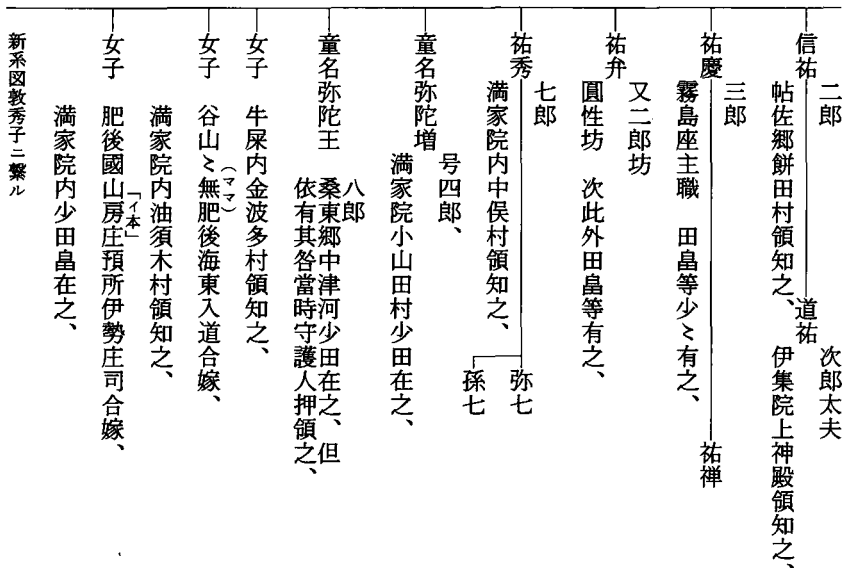 二郎
信祐
帖佐郷餅田村領知之、
道祐
次郎太夫
伊集院上神殿領知之、
三郎
祐慶
霧島座主職　田畠等少〻有之、
祐禅
又二郎坊
祐弁
圓性坊　次此外田畠等有之、
七郎
祐秀
満家院内中俣村領知之、
弥七
孫七
童名弥陀増
号四郎、
満家院小山田村少田在之、
八郎
童名弥陀王
桑東郷中津河少田在之、但
依有其咎當時守護人押領之、
女子　牛屎内金波多村領知之、
女子　谷山〻無肥後海東入道合嫁、
（ママ）
満家院内油須木村領知之、
女子　肥後國山房庄預所伊勢庄司合嫁、
「イ本」
満家院内少田畠在之、
新系図敦秀子ニ繋ル